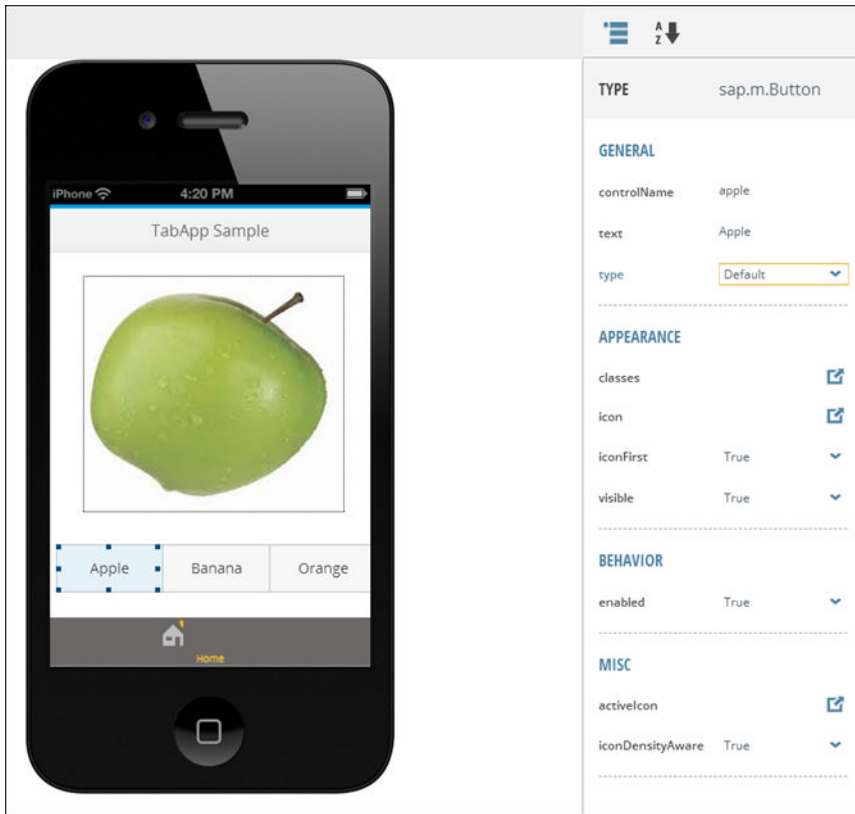 A
Z
TYPE sap.m.Button
GENERAL
controlName apple
text Apple
type Default
APPEARANCE
classes
icon
iconFirst True
visible True
BEHAVIOR
enabled True
MISC
activeIcon
iconDensityAware True
iPhone 4:20 PM
TabApp Sample
Apple Banana Orange
Home